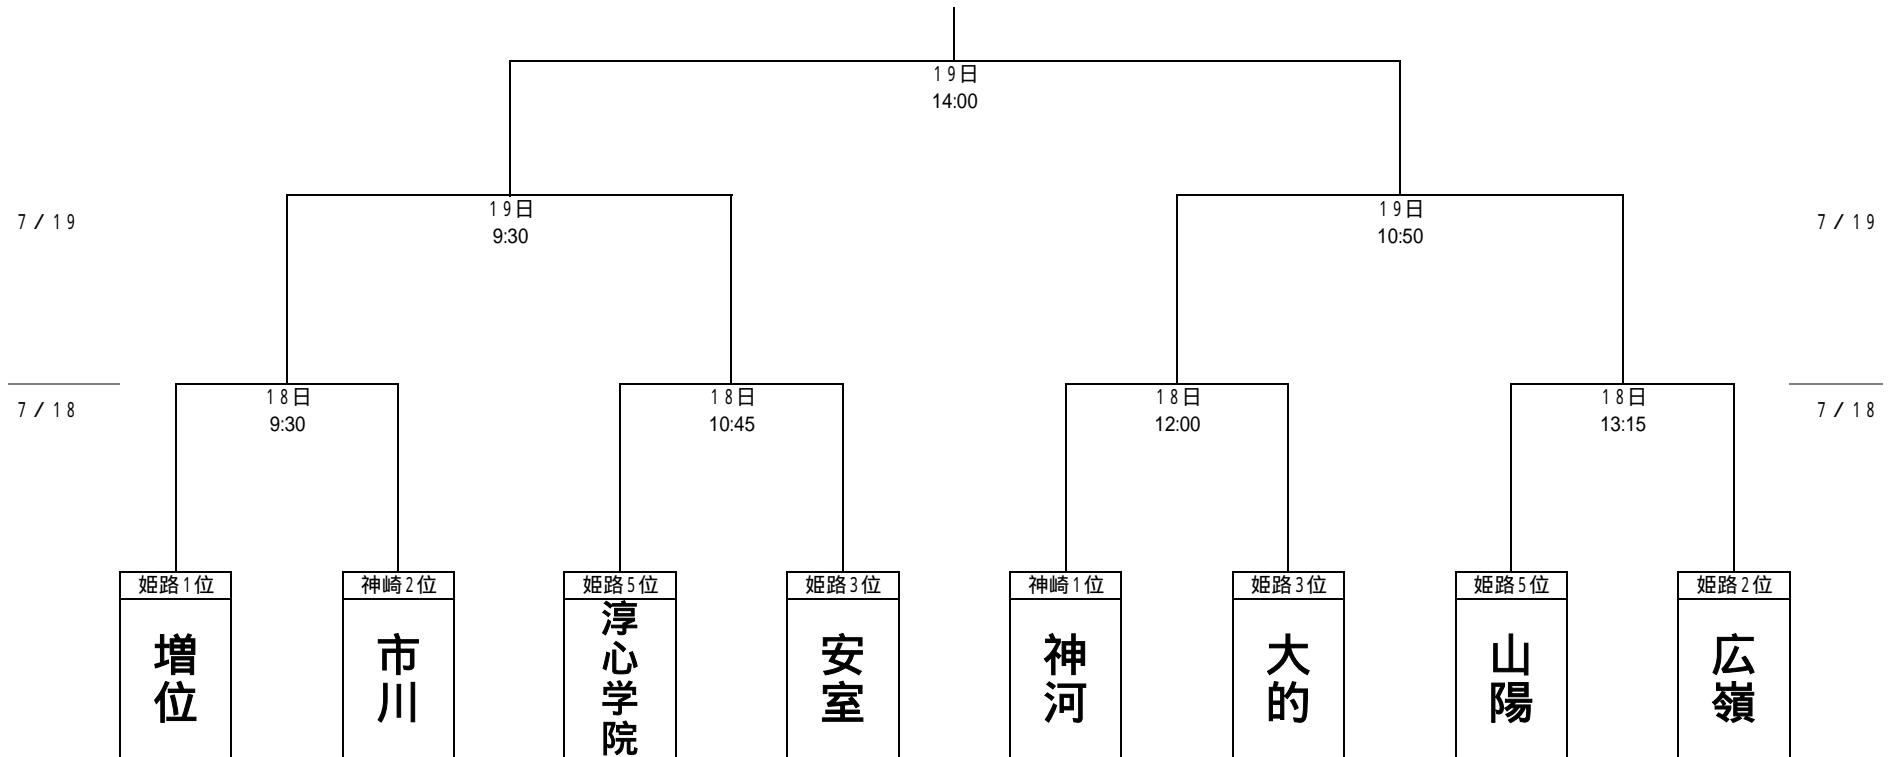 19日
14:00
7/19
19日
9:30
19日
10:50
7/19
7/18
18日
9:30
18日
10:45
18日
12:00
18日
13:15
7/18
姫路1位
神崎2位
姫路5位
姫路3位
神崎1位
姫路3位
姫路5位
姫路2位
増位
市川
淳心学院
安室
神河
大的
山陽
広嶺